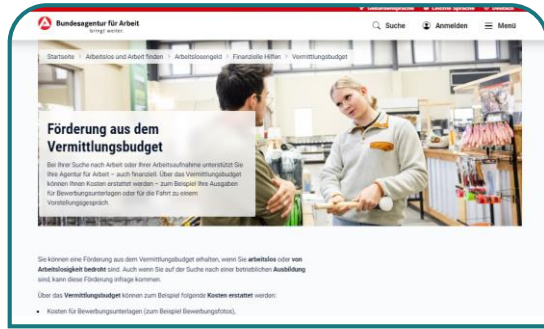 Gebärdensprache Leichte Sprache Deutsch
Bundesagentur für Arbeit
bringt weiter.
Suche Anmelden Menü
Startseite > Arbeitslos und Arbeit finden > Arbeitslosengeld > Finanzielle Hilfen > Vermittlungsbudget
Förderung aus dem
Vermittlungsbudget
Bei Ihrer Suche nach Arbeit oder Ihrer Arbeitsaufnahme unterstützt Sie
Ihre Agentur für Arbeit – auch finanziell. Über das Vermittlungsbudget
können Ihnen Kosten erstattet werden – zum Beispiel Ihre Ausgaben
für Bewerbungsunterlagen oder für die Fahrt zu einem
Vorstellungsgespräch.
Sie können eine Förderung aus dem Vermittlungsbudget erhalten, wenn Sie arbeitslos oder von
Arbeitslosigkeit bedroht sind. Auch wenn Sie auf der Suche nach einer betrieblichen Ausbildung
sind, kann diese Förderung infrage kommen.
Über das Vermittlungsbudget können zum Beispiel folgende Kosten erstattet werden:
• Kosten für Bewerbungsunterlagen (zum Beispiel Bewerbungsfotos),